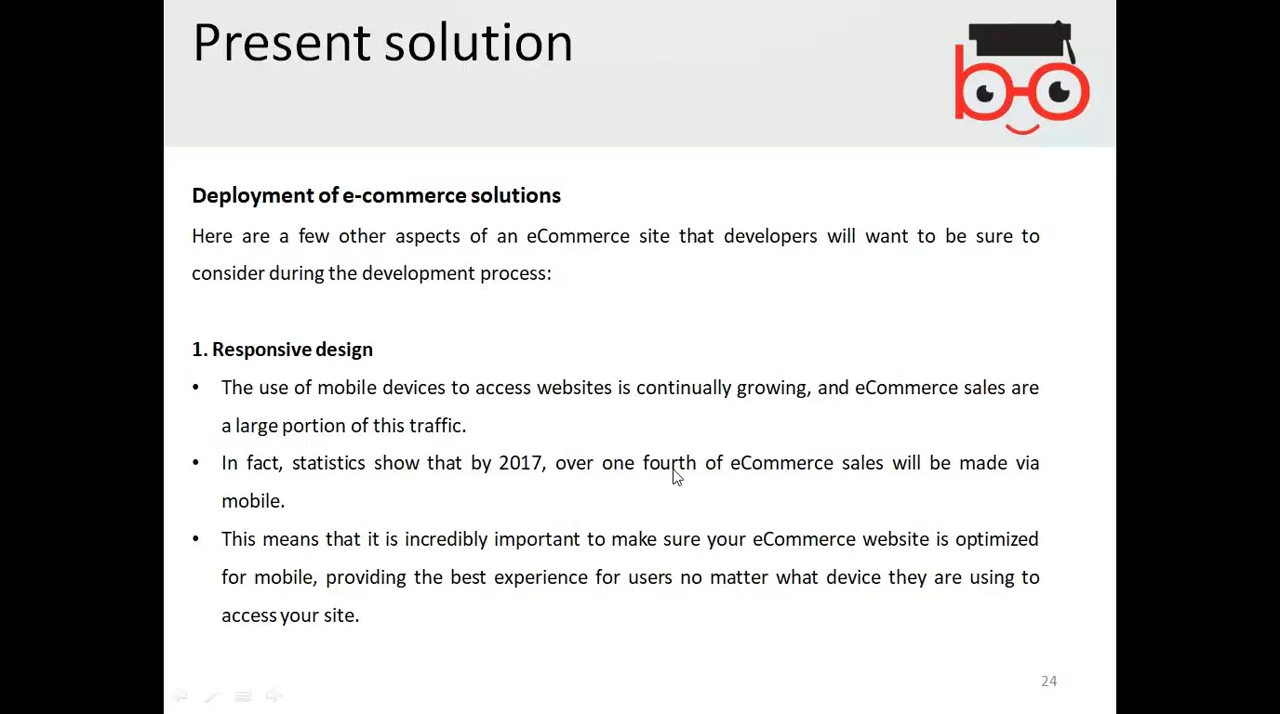 Present solution
Deployment of e-commerce solutions
Here are a few other aspects of an eCommerce site that developers will want to be sure to
consider during the development process:
1. Responsive design
• The use of mobile devices to access websites is continually growing, and eCommerce sales are
a large portion of this traffic.
• In fact, statistics show that by 2017, over one fourth of eCommerce sales will be made via
mobile.
• This means that it is incredibly important to make sure your eCommerce website is optimized
for mobile, providing the best experience for users no matter what device they are using to
access your site.
24